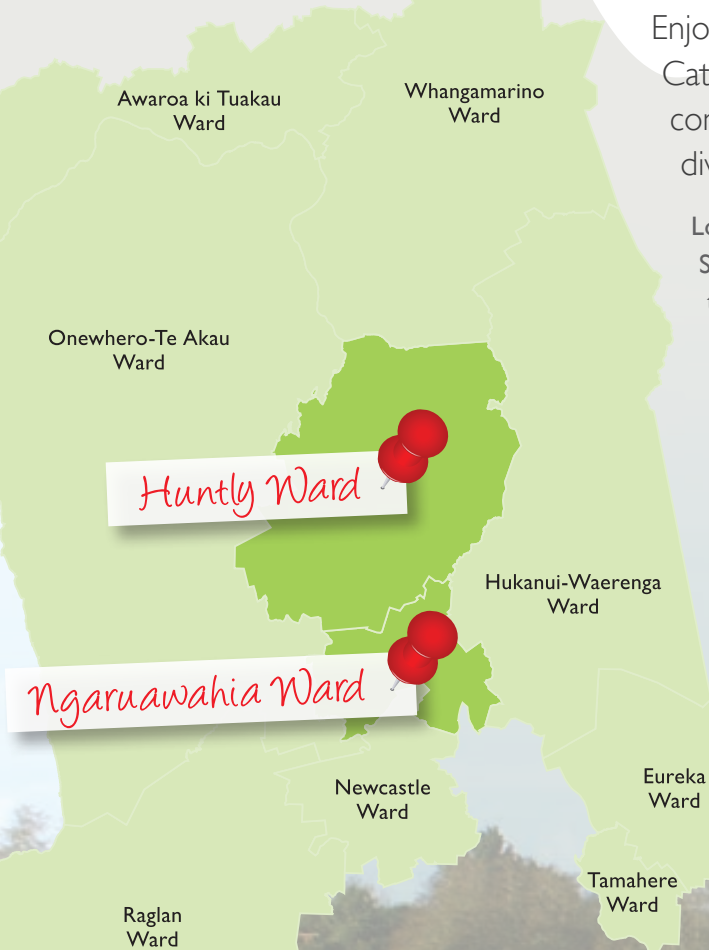 Awaroa ki Tuakau
Ward
Whangamarino
Ward
Onewhero-Te Akau
Ward
Huntly Ward
Hukanui-Waerenga
Ward
Ngaruawahia Ward
Newcastle
Ward
Eureka
Ward
Tamahere
Ward
Raglan
Ward